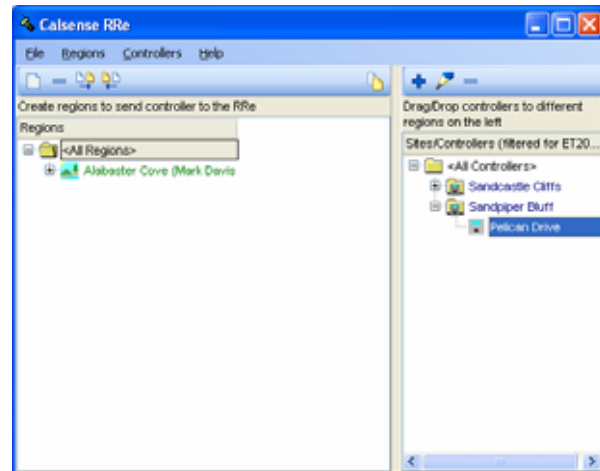 Calsense RRe
File Regions Controllers Help
Create regions to send controller to the RRe
Regions
<All Regions>
Alabaster Cove (Mark Davis
Drag/Drop controllers to different
regions on the left
Sites/Controllers (filtered for ET20...
<All Controllers>
Sandcastle Cliffs
Sandpiper Bluff
Pelican Drive